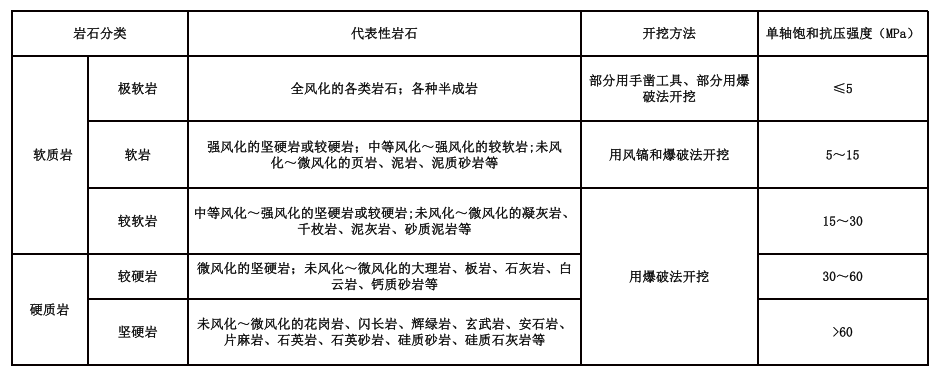 岩石分类
代表性岩石
开挖方法
单轴饱和抗压强度（MPa）
软质岩
极软岩
全风化的各类岩石；各种半成岩
部分用手凿工具、部分用爆
破法开挖
≤5
软岩
强风化的坚硬岩或较硬岩；中等风化～强风化的较软岩;未风
化～微风化的页岩、泥岩、泥质砂岩等
用风镐和爆破法开挖
5～15
较软岩
中等风化～强风化的坚硬岩或较硬岩;未风化～微风化的凝灰岩、
千枚岩、泥灰岩、砂质泥岩等
用爆破法开挖
15～30
硬质岩
较硬岩
微风化的坚硬岩；未风化～微风化的大理岩、板岩、石灰岩、白
云岩、钙质砂岩等
30～60
坚硬岩
未风化～微风化的花岗岩、闪长岩、辉绿岩、玄武岩、安石岩、
片麻岩、石英岩、石英砂岩、硅质砂岩、硅质石灰岩等
>60